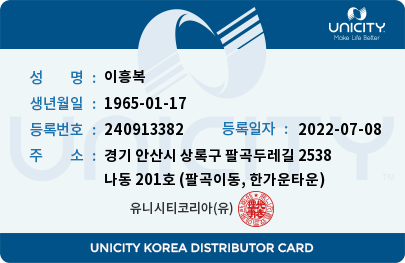 UNICITY
Make Life Better
성 명 : 이흥복
생년월일 : 1965-01-17
등록번호 : 240913382 등록일자 : 2022-07-08
주 소 : 경기 안산시 상록구 팔곡두레길 2538
나동 201호 (팔곡이동, 한가운타운)
유니시티코리아(유)
UNICITY
UNICITY KOREA DISTRIBUTOR CARD